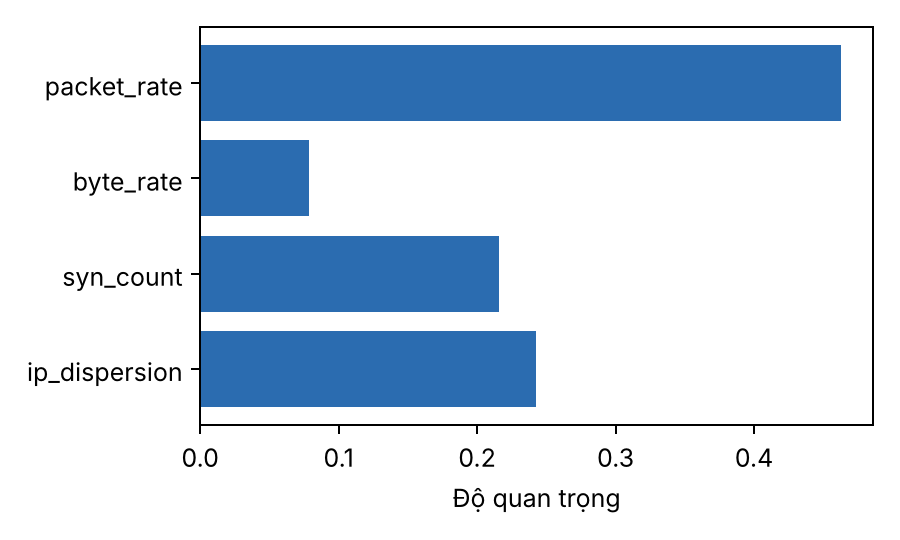 packet_rate
byte_rate
syn_count
ip_dispersion
0.0 0.1 0.2 0.3 0.4
Độ quan trọng